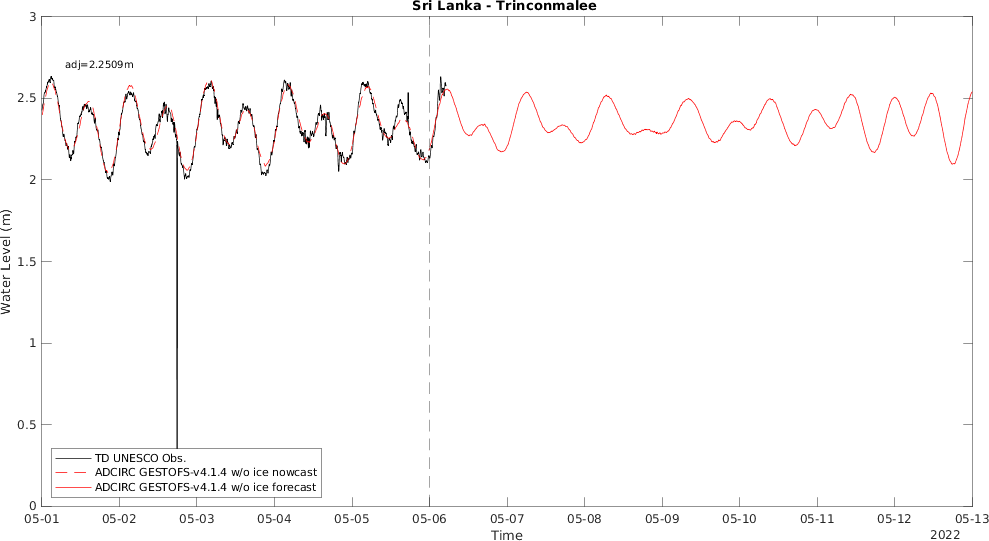 Sri Lanka - Trinconmalee
adj=2.2509m
3
2.5
2
1.5
1
0.5
0
Water Level (m)
TD UNESCO Obs.
ADCIRC GESTOFS-v4.1.4 w/o ice nowcast
ADCIRC GESTOFS-v4.1.4 w/o ice forecast
05-01 05-02 05-03 05-04 05-05 05-06 05-07 05-08 05-09 05-10 05-11 05-12 05-13
Time
2022